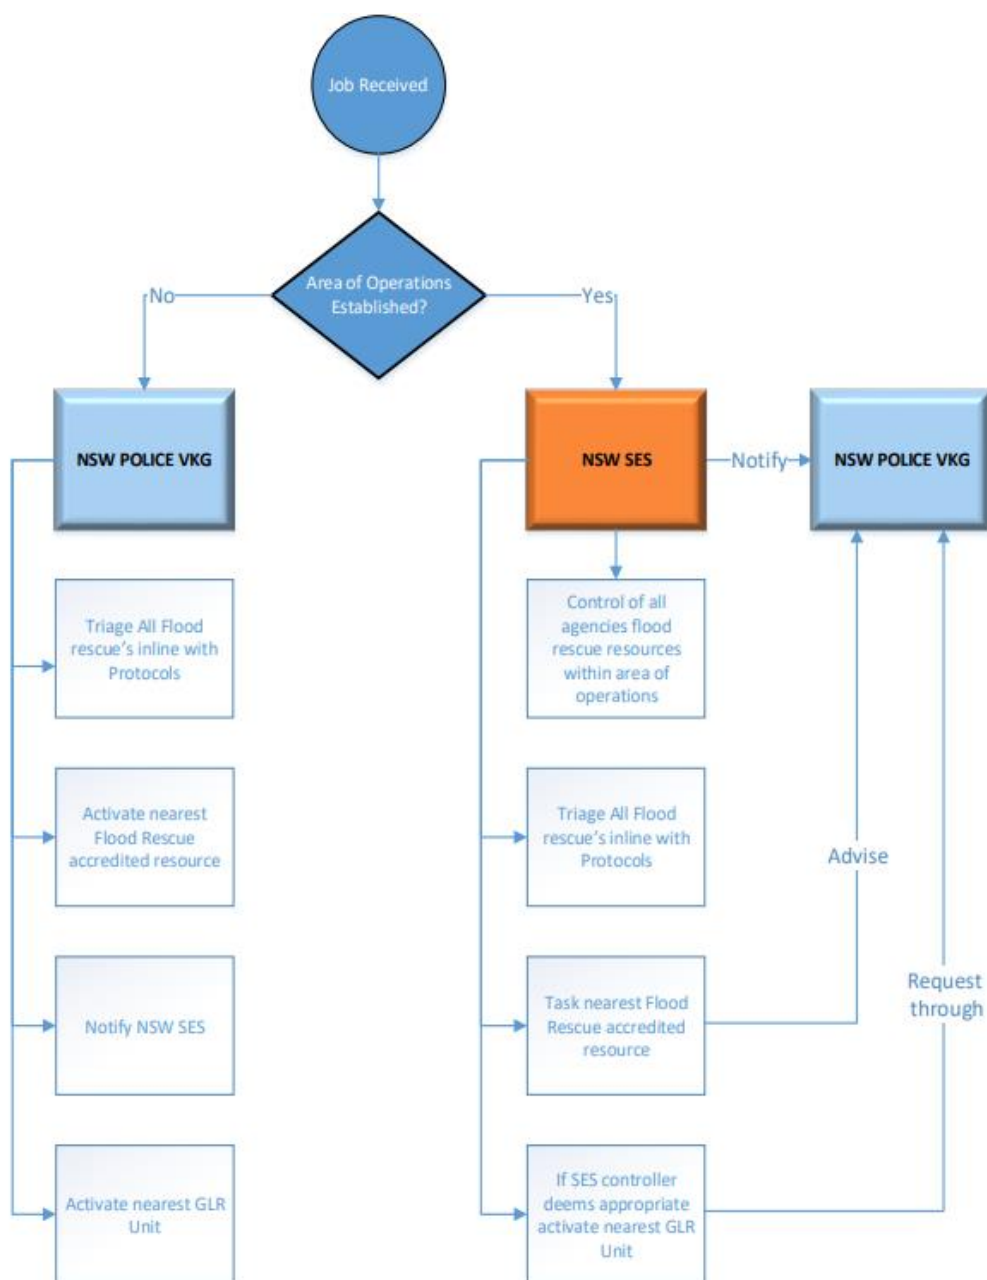 Job Received
Area of Operations
Established?
No
Yes
NSW POLICE VKG
NSW SES
Notify
NSW POLICE VKG
Triage All Flood
rescue's inline with
Protocols
Control of all
agencies flood
rescue resources
within area of
operations
Activate nearest
Flood Rescue
accredited resource
Triage All Flood
rescue's inline with
Protocols
Advise
Notify NSW SES
Task nearest Flood
Rescue accredited
resource
Request
through
Activate nearest GLR
Unit
If SES controller
deems appropriate
activate nearest GLR
Unit